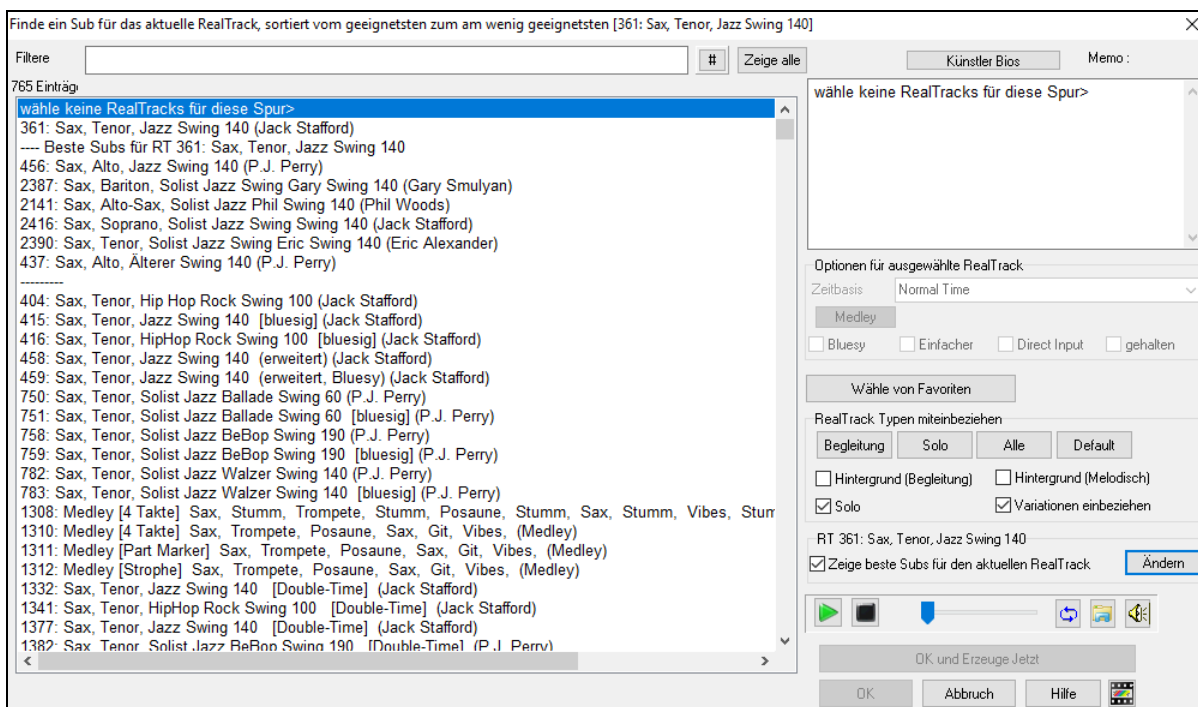 Finde ein Sub für das aktuelle RealTrack, sortiert vom geeignetsten zum am wenig geeignetsten [361: Sax, Tenor, Jazz Swing 140]
Filtere
#
Zeige alle
Künstler Bios
Memo :
765 Einträge
wähle keine RealTracks für diese Spur>
361: Sax, Tenor, Jazz Swing 140 (Jack Stafford)
---- Beste Subs für RT 361: Sax, Tenor, Jazz Swing 140
456: Sax, Alto, Jazz Swing 140 (P.J. Perry)
2387: Sax, Bariton, Solist Jazz Swing Gary Swing 140 (Gary Smulyan)
2141: Sax, Alto-Sax, Solist Jazz Phil Swing 140 (Phil Woods)
2416: Sax, Soprano, Solist Jazz Swing Swing 140 (Jack Stafford)
2390: Sax, Tenor, Solist Jazz Swing Eric Swing 140 (Eric Alexander)
437: Sax, Alto, Älterer Swing 140 (P.J. Perry)
---------
404: Sax, Tenor, Hip Hop Rock Swing 100 (Jack Stafford)
415: Sax, Tenor, Jazz Swing 140 [bluesig] (Jack Stafford)
416: Sax, Tenor, HipHop Rock Swing 100 [bluesig] (Jack Stafford)
458: Sax, Tenor, Jazz Swing 140 (erweitert) (Jack Stafford)
459: Sax, Tenor, Jazz Swing 140 (erweitert, Bluesy) (Jack Stafford)
750: Sax, Tenor, Solist Jazz Ballade Swing 60 (P.J. Perry)
751: Sax, Tenor, Solist Jazz Ballade Swing 60 [bluesig] (P.J. Perry)
758: Sax, Tenor, Solist Jazz BeBop Swing 190 (P.J. Perry)
759: Sax, Tenor, Solist Jazz BeBop Swing 190 [bluesig] (P.J. Perry)
782: Sax, Tenor, Solist Jazz Walzer Swing 140 (P.J. Perry)
783: Sax, Tenor, Solist Jazz Walzer Swing 140 [bluesig] (P.J. Perry)
1308: Medley [4 Takte] Sax, Stumm, Trompete, Stumm, Posaune, Stumm, Sax, Stumm, Vibes, Stum
1310: Medley [4 Takte] Sax, Trompete, Posaune, Sax, Git, Vibes, (Medley)
1311: Medley [Part Marker] Sax, Trompete, Posaune, Sax, Git, Vibes, (Medley)
1312: Medley [Strophe] Sax, Trompete, Posaune, Sax, Git, Vibes, (Medley)
1332: Sax, Tenor, Jazz Swing 140 [Double-Time] (Jack Stafford)
1341: Sax, Tenor, HipHop Rock Swing 100 [Double-Time] (Jack Stafford)
1377: Sax, Tenor, Jazz Swing 140 [Double-Time] (Jack Stafford)
1382: Sax, Tenor, Solist Jazz BeBop Swing 190 [Double-Time] (P.J. Perry)
wähle keine RealTracks für diese Spur>
Optionen für ausgewählte RealTrack
Zeitbasis
Normal Time
Medley
Bluesy
Einfacher
Direct Input
gehalten
Wähle von Favoriten
RealTrack Typen miteinbeziehen
Begleitung
Solo
Alle
Default
Hintergrund (Begleitung)
Hintergrund (Melodisch)
Solo
Variationen einbeziehen
RT 361: Sax, Tenor, Jazz Swing 140
Zeige beste Subs für den aktuellen RealTrack
Ändern
OK und Erzeuge Jetzt
OK
Abbruch
Hilfe